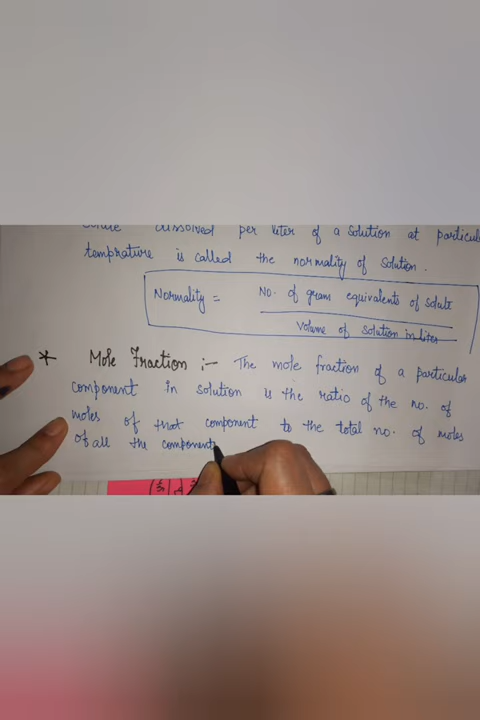 dissolved per liter of a solution at particul
temprature is called the normality of solution.
Normality = No. of gram equivalents of solute
Volume of solution in liter
* Mole Fraction :- The mole fraction of a particular
component in solution is the ratio of the no. of
moles of that component to the total no. of moles
of all the component